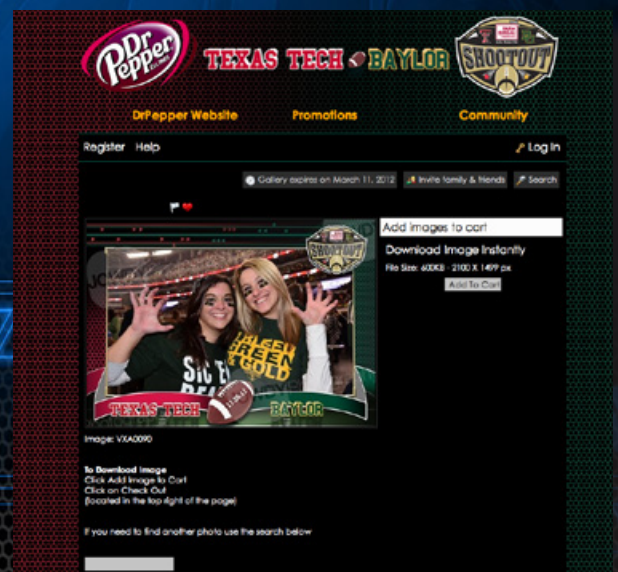 Dr
Pepper
TEXAS TECH BAYLOR
SHOOTOUT
DrPepper Website Promotions Community
Register Help Log In
Gallery expires on March 11, 2012 Invite family & friends Search
Add images to cart
Download Image Instantly
File Size: 600KB - 2100 X 1499 px
Add To Cart
SHOOTOUT
I BLEED
GREEN
& GOLD
SIC 'EM
TEXAS TECH BAYLOR
Image: VXA0090
To Download Image
Click Add Image to Cart
Click on Check Out
(located in the top right of the page)
If you need to find another photo use the search below